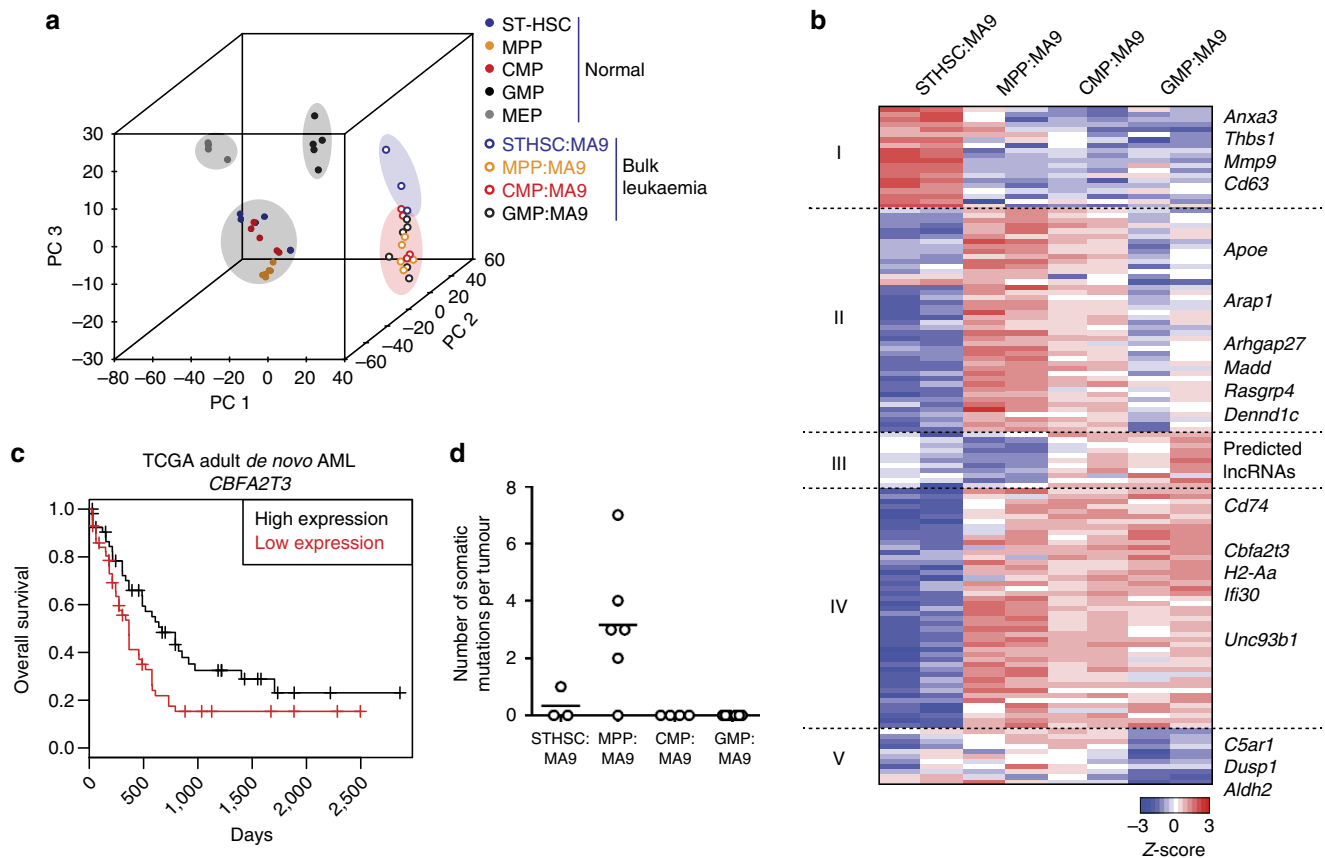 a
ST-HSC
MPP
CMP
GMP
MEP
Normal
STHSC:MA9
MPP:MA9
CMP:MA9
GMP:MA9
Bulk
leukaemia
PC 3
30
20
10
0
−10
−20
−30
−80 −60 −40 −20 0 20 40
PC 1
−60
−40
−20
0
20
40
60
PC 2
b
STHSC:MA9
MPP:MA9
CMP:MA9
GMP:MA9
I
II
III
IV
V
Anxa3
Thbs1
Mmp9
Cd63
Apoe
Arap1
Arhgap27
Madd
Rasgrp4
Dennd1c
Predicted
lncRNAs
Cd74
Cbfa2t3
H2-Aa
Ifi30
Unc93b1
C5ar1
Dusp1
Aldh2
−3 0 3
Z-score
c
TCGA adult de novo AML
CBFA2T3
High expression
Low expression
Overall survival
1.0
0.8
0.6
0.4
0.2
0.0
0
500
1,000
1,500
2,000
2,500
Days
d
Number of somatic
mutations per tumour
8
6
4
2
0
STHSC: MPP: CMP: GMP:
MA9 MA9 MA9 MA9